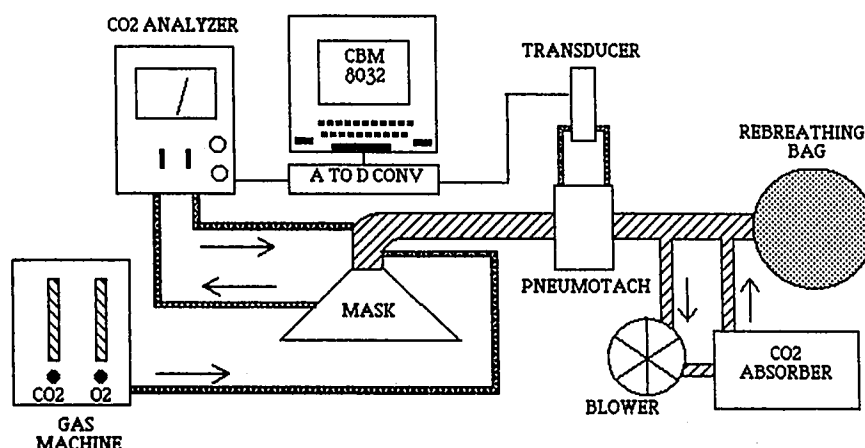 CO2 ANALYZER
CBM
8032
TRANSDUCER
REBREATHING
BAG
A TO D CONV
PNEUMOTACH
MASK
CO2 O2
GAS
MACHINE
BLOWER
CO2
ABSORBER